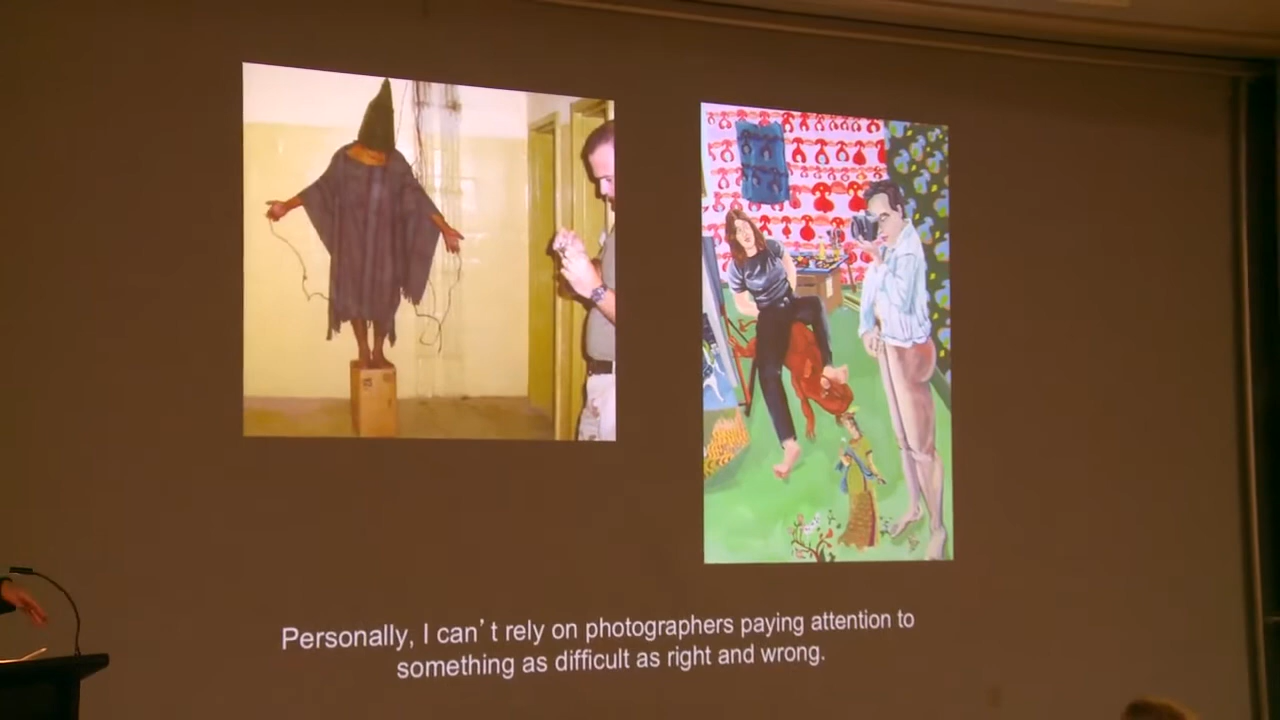 Personally, I can't rely on photographers paying attention to
something as difficult as right and wrong.